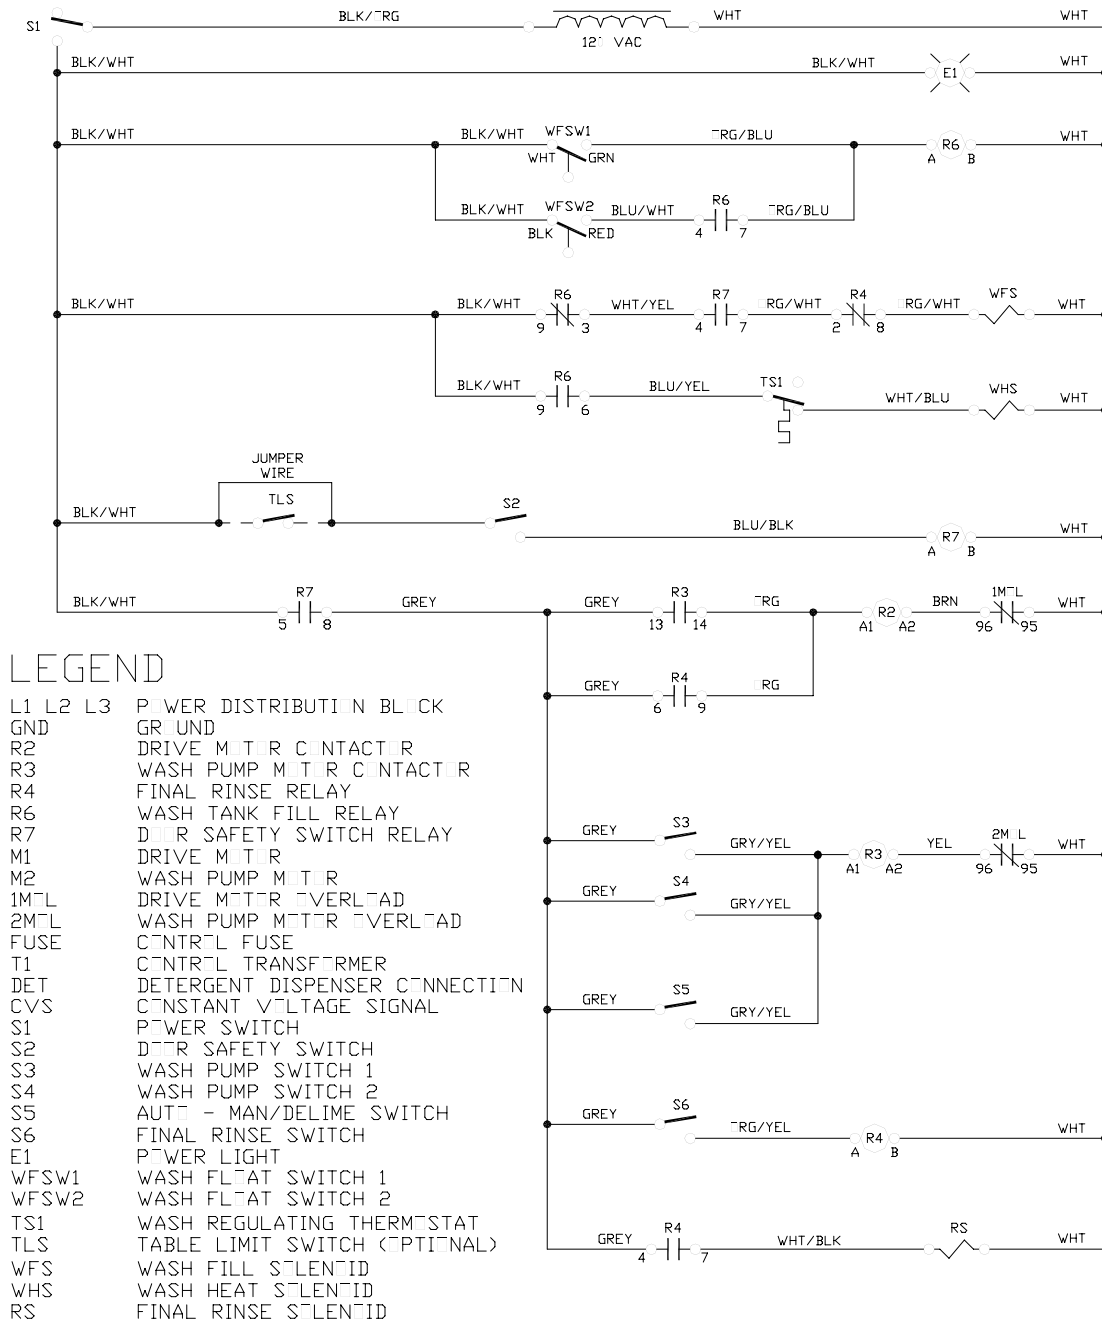 BLK/ORG
WHT
WHT
S1
120 VAC
BLK/WHT
BLK/WHT
E1
WHT
BLK/WHT
BLK/WHT
WFSW1
ORG/BLU
WHT
WHT
GRN
R6
A
B
BLK/WHT
WFSW2
BLU/WHT
R6
ORG/BLU
BLK
RED
4
7
BLK/WHT
BLK/WHT
R6
WHT/YEL
R7
ORG/WHT
R4
ORG/WHT
WFS
WHT
9
3
4
7
2
8
BLK/WHT
R6
BLU/YEL
TS1
WHT/BLU
WHS
WHT
9
6
JUMPER
WIRE
BLK/WHT
TLS
S2
BLU/BLK
R7
WHT
A
B
BLK/WHT
R7
GREY
GREY
R3
ORG
R2
BRN
1MOL
WHT
5
8
13
14
A1
A2
96
95
GREY
R4
ORG
6
9
GREY
S3
GRY/YEL
R3
YEL
2MOL
WHT
A1
A2
96
95
GREY
S4
GRY/YEL
GREY
S5
GRY/YEL
GREY
S6
ORG/YEL
R4
WHT
A
B
GREY
R4
WHT/BLK
RS
WHT
4
7
LEGEND
L1 L2 L3 POWER DISTRIBUTION BLOCK
GND GROUND
R2 DRIVE MOTOR CONTACTOR
R3 WASH PUMP MOTOR CONTACTOR
R4 FINAL RINSE RELAY
R6 WASH TANK FILL RELAY
R7 DOOR SAFETY SWITCH RELAY
M1 DRIVE MOTOR
M2 WASH PUMP MOTOR
1MOL DRIVE MOTOR OVERLOAD
2MOL WASH PUMP MOTOR OVERLOAD
FUSE CONTROL FUSE
T1 CONTROL TRANSFORMER
DET DETERGENT DISPENSER CONNECTION
CVS CONSTANT VOLTAGE SIGNAL
S1 POWER SWITCH
S2 DOOR SAFETY SWITCH
S3 WASH PUMP SWITCH 1
S4 WASH PUMP SWITCH 2
S5 AUTO - MAN/DELIME SWITCH
S6 FINAL RINSE SWITCH
E1 POWER LIGHT
WFSW1 WASH FLOAT SWITCH 1
WFSW2 WASH FLOAT SWITCH 2
TS1 WASH REGULATING THERMOSTAT
TLS TABLE LIMIT SWITCH (OPTIONAL)
WFS WASH FILL SOLENOID
WHS WASH HEAT SOLENOID
RS FINAL RINSE SOLENOID